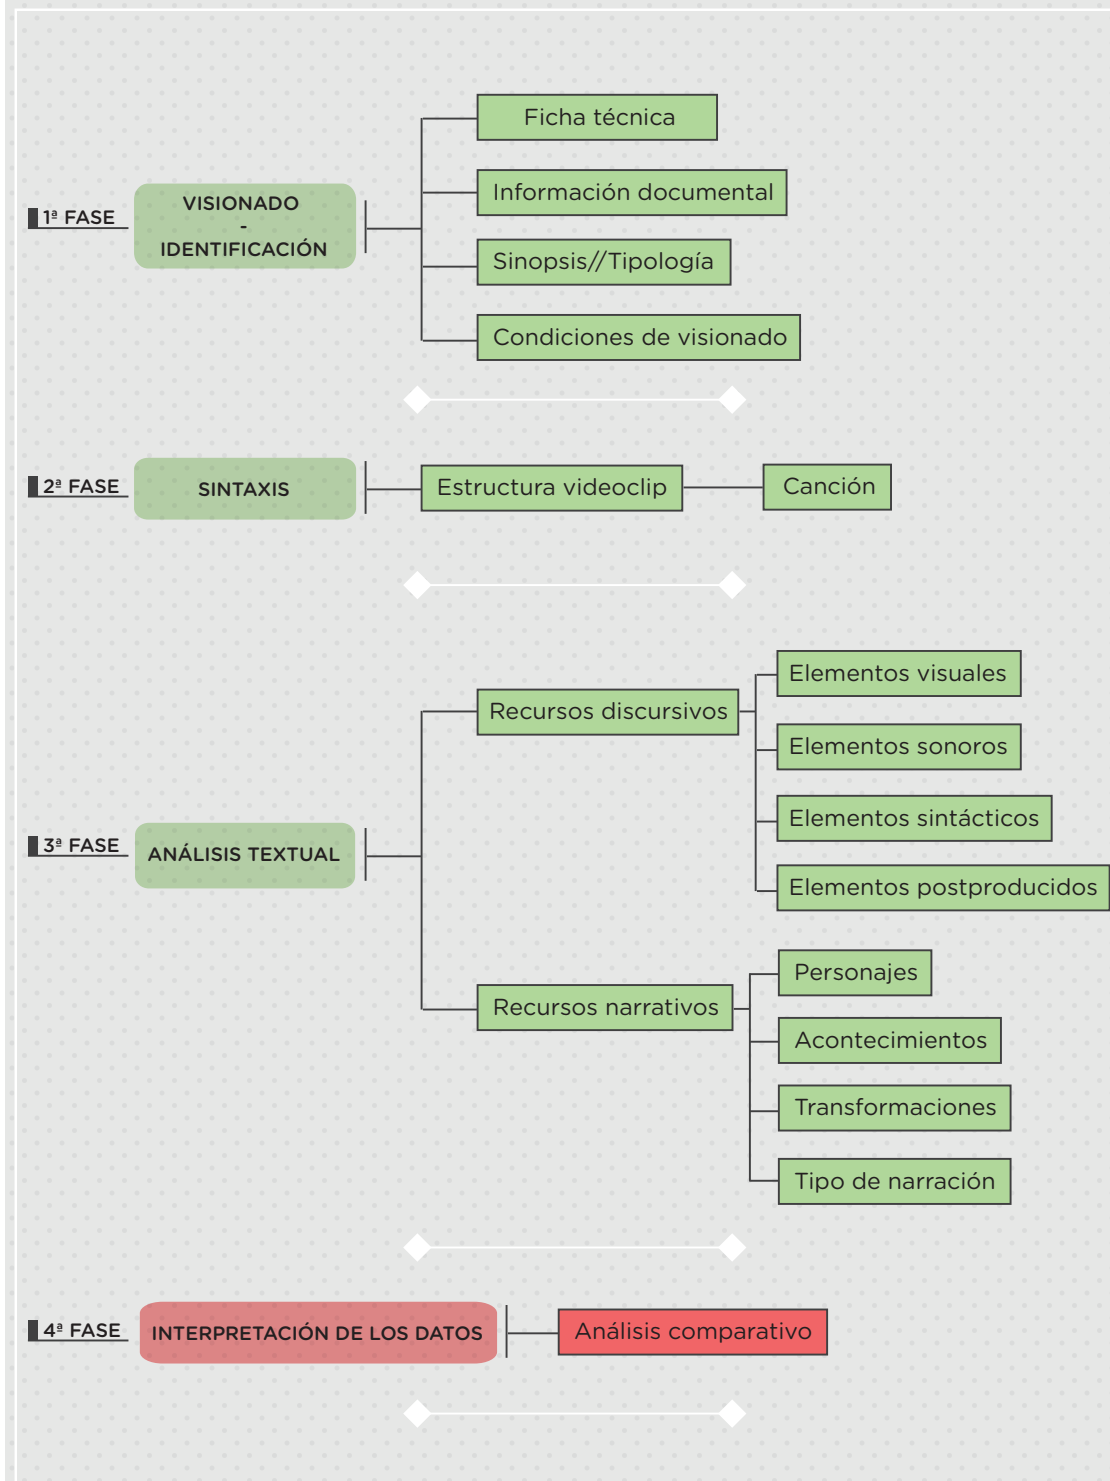 1ª FASE
VISIONADO
-
IDENTIFICACIÓN
Ficha técnica
Información documental
Sinopsis//Tipología
Condiciones de visionado
2ª FASE
SINTAXIS
Estructura videoclip
Canción
3ª FASE
ANÁLISIS TEXTUAL
Recursos discursivos
Elementos visuales
Elementos sonoros
Elementos sintácticos
Elementos postproducidos
Recursos narrativos
Personajes
Acontecimientos
Transformaciones
Tipo de narración
4ª FASE
INTERPRETACIÓN DE LOS DATOS
Análisis comparativo